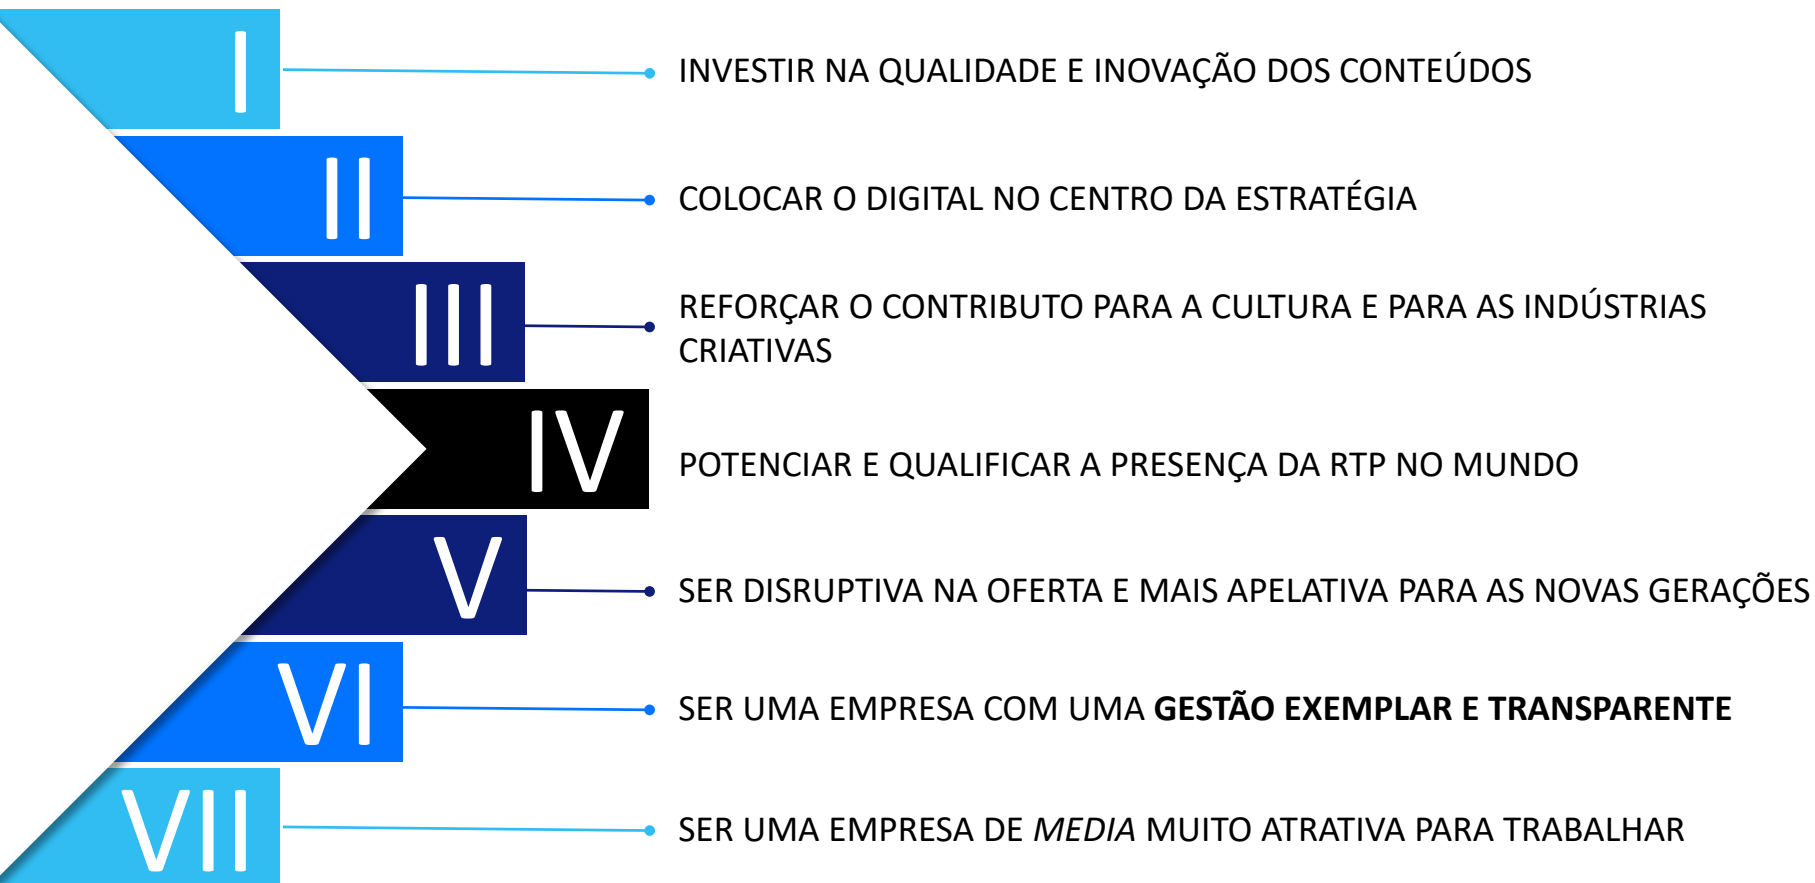 I
INVESTIR NA QUALIDADE E INOVAÇÃO DOS CONTEÚDOS
II
COLOCAR O DIGITAL NO CENTRO DA ESTRATÉGIA
III
REFORÇAR O CONTRIBUTO PARA A CULTURA E PARA AS INDÚSTRIAS
CRIATIVAS
IV
POTENCIAR E QUALIFICAR A PRESENÇA DA RTP NO MUNDO
V
SER DISRUPTIVA NA OFERTA E MAIS APELATIVA PARA AS NOVAS GERAÇÕES
VI
SER UMA EMPRESA COM UMA GESTÃO EXEMPLAR E TRANSPARENTE
VII
SER UMA EMPRESA DE MEDIA MUITO ATRATIVA PARA TRABALHAR